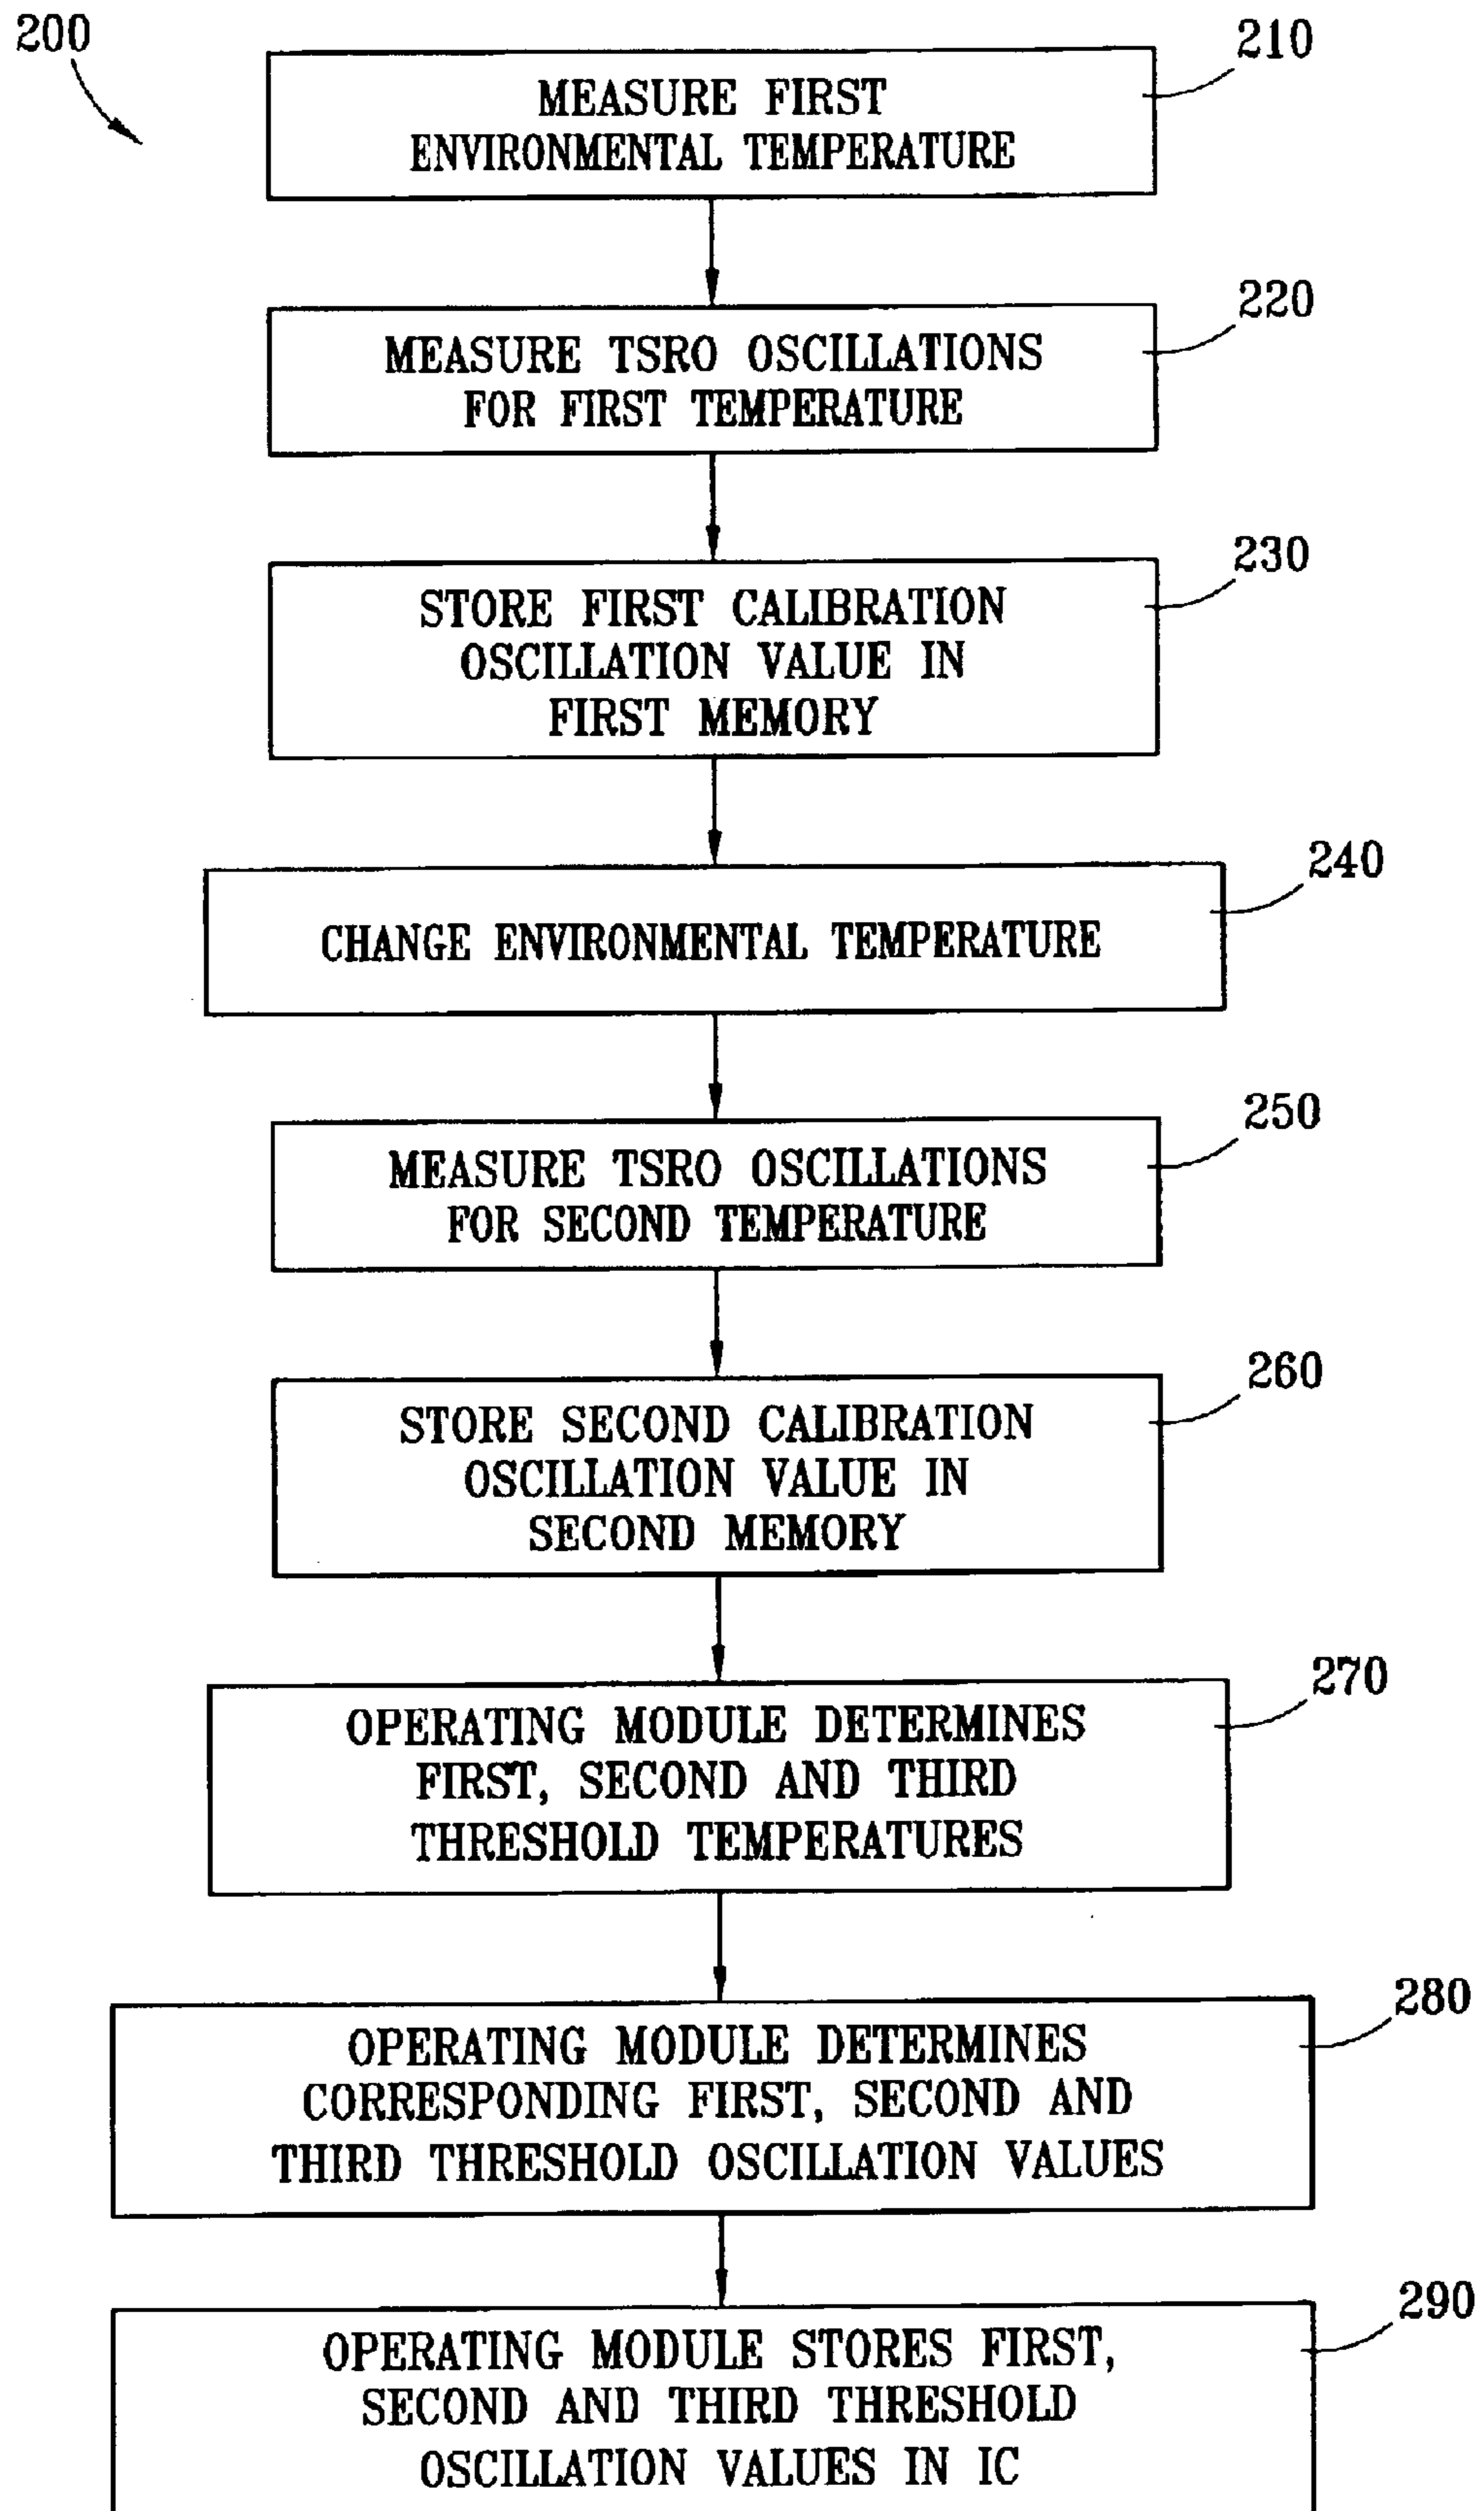 200
210
MEASURE FIRST
ENVIRONMENTAL TEMPERATURE
220
MEASURE TSRO OSCILLATIONS
FOR FIRST TEMPERATURE
230
STORE FIRST CALIBRATION
OSCILLATION VALUE IN
FIRST MEMORY
240
CHANGE ENVIRONMENTAL TEMPERATURE
250
MEASURE TSRO OSCILLATIONS
FOR SECOND TEMPERATURE
260
STORE SECOND CALIBRATION
OSCILLATION VALUE IN
SECOND MEMORY
270
OPERATING MODULE DETERMINES
FIRST, SECOND AND THIRD
THRESHOLD TEMPERATURES
280
OPERATING MODULE DETERMINES
CORRESPONDING FIRST, SECOND AND
THIRD THRESHOLD OSCILLATION VALUES
290
OPERATING MODULE STORES FIRST,
SECOND AND THIRD THRESHOLD
OSCILLATION VALUES IN IC